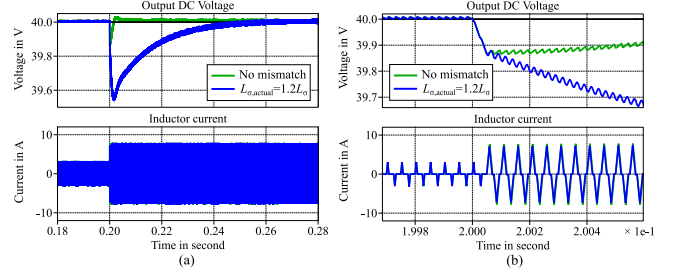 Output DC Voltage
Voltage in V
40.0
39.8
39.6
No mismatch
Lσ,actual=1.2Lσ
Inductor current
Current in A
10
0
−10
0.18 0.20 0.22 0.24 0.26 0.28
Time in second
(a)
Output DC Voltage
Voltage in V
40.0
39.9
39.8
39.7
No mismatch
Lσ,actual=1.2Lσ
Inductor current
Current in A
10
0
−10
1.998 2.000 2.002 2.004 × 1e-1
Time in second
(b)